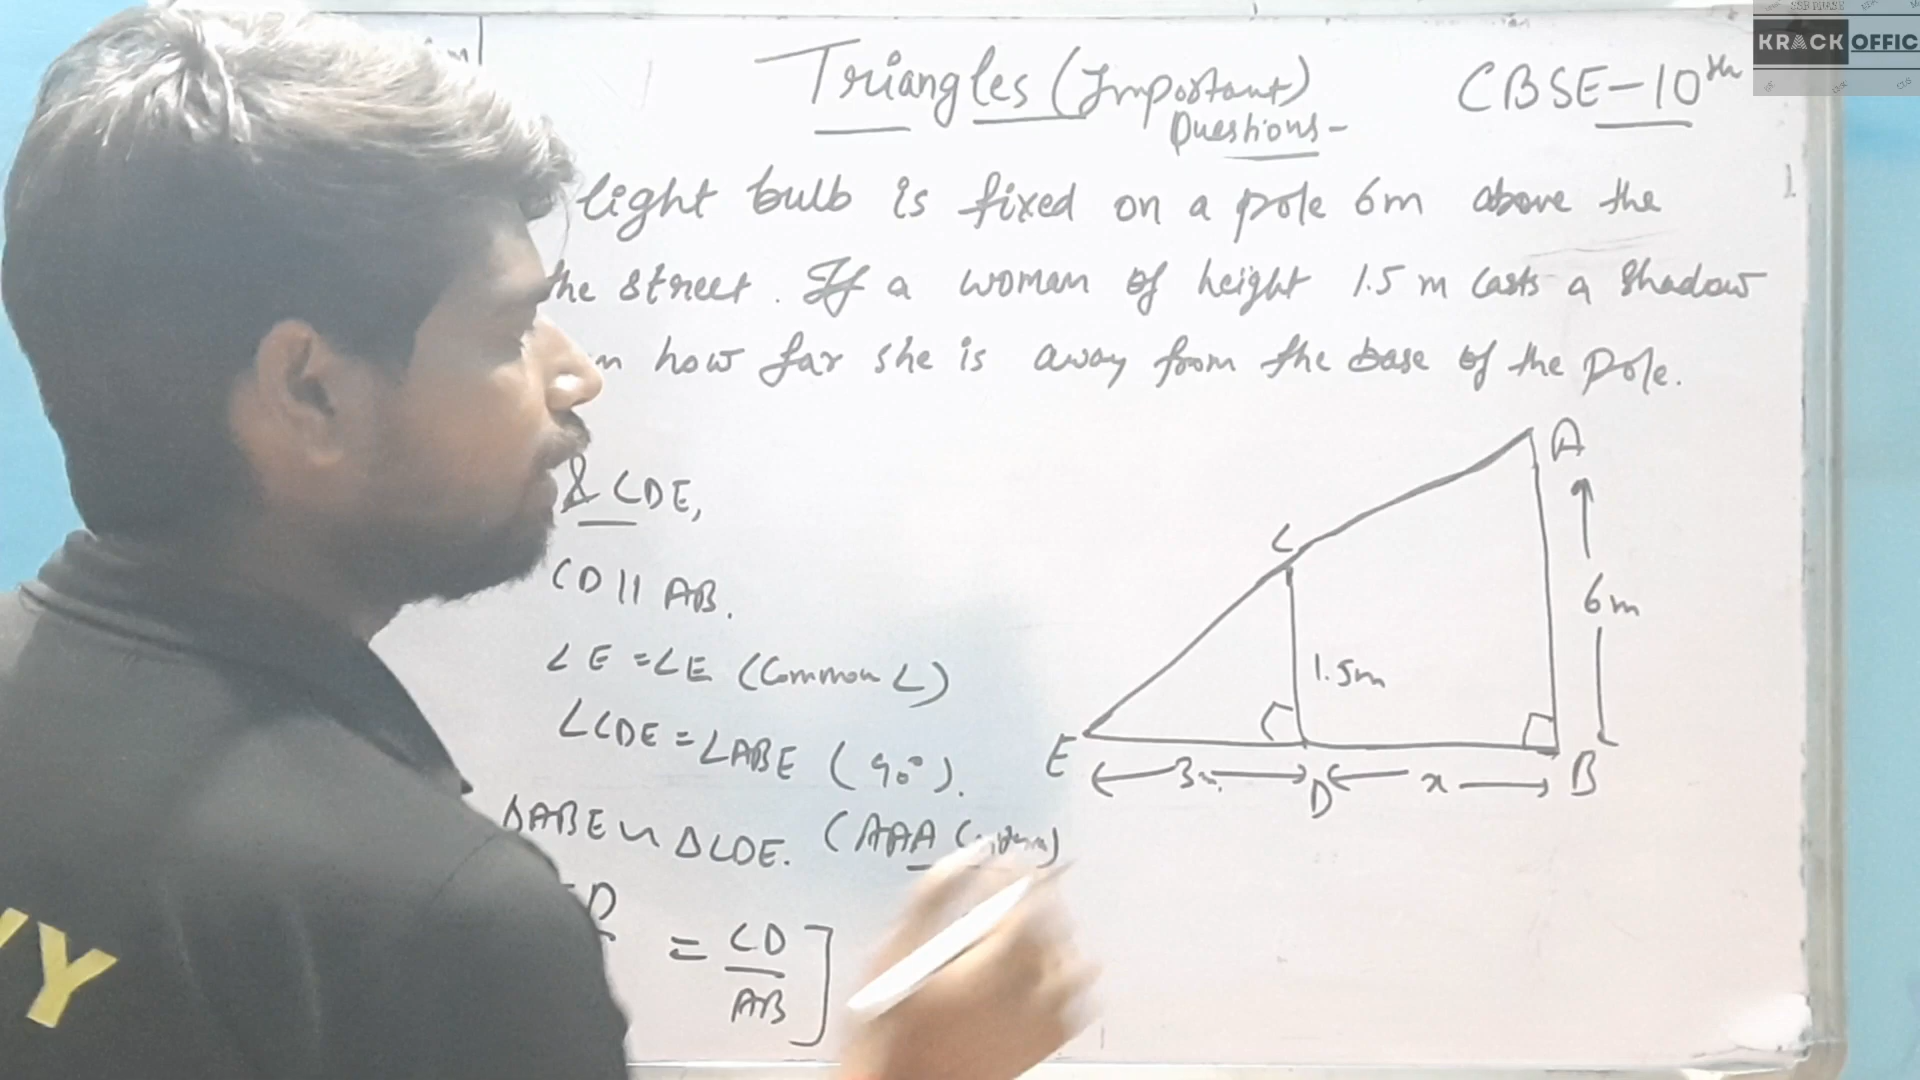 Triangles (Important)
Questions -
CBSE - 10th
KRACK OFFIC
light bulb is fixed on a pole 6m above the
the street. If a woman of height 1.5 m casts a shadow
m how far she is away from the base of the pole.
& CDE,
CD || AB.
∠E = ∠E (Common ∠)
∠CDE = ∠ABE (90°).
ΔABE ~ ΔCDE. (AAA
= CD/AB ]
A
C
6m
1.5m
E
3m
D
x
B
VY